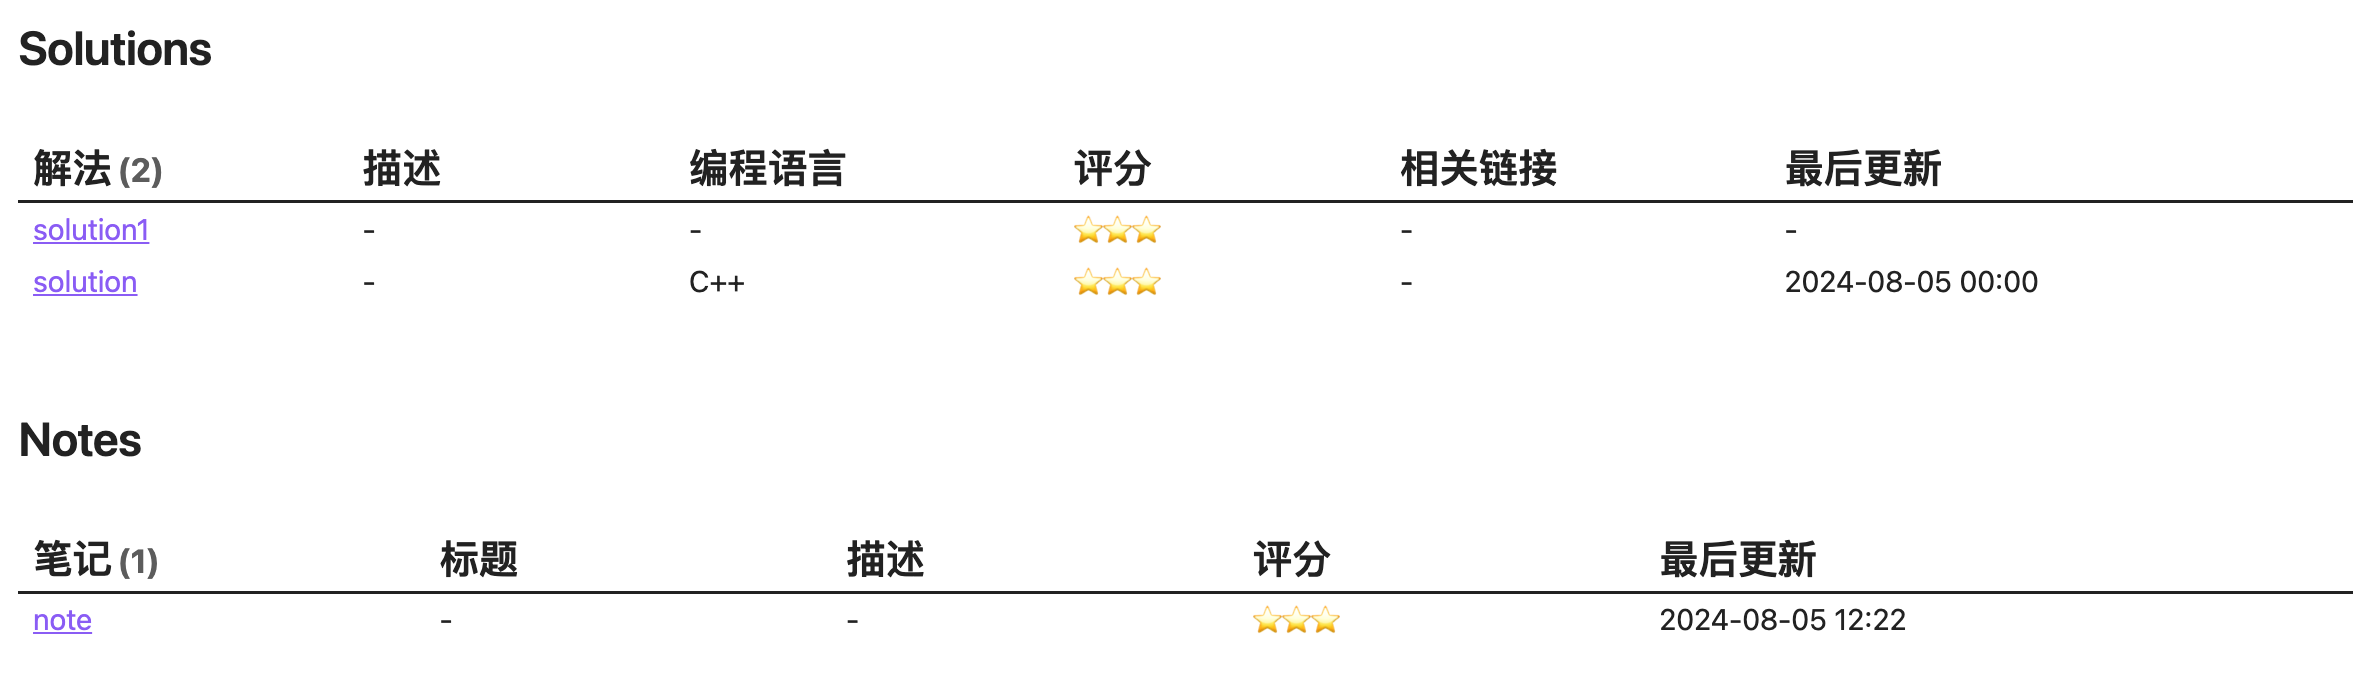 Solutions
解法 (2) 描述 编程语言 评分 相关链接 最后更新
solution1 - - ⭐⭐⭐ - -
solution - C++ ⭐⭐⭐ - 2024-08-05 00:00
Notes
笔记 (1) 标题 描述 评分 最后更新
note - - ⭐⭐⭐ 2024-08-05 12:22